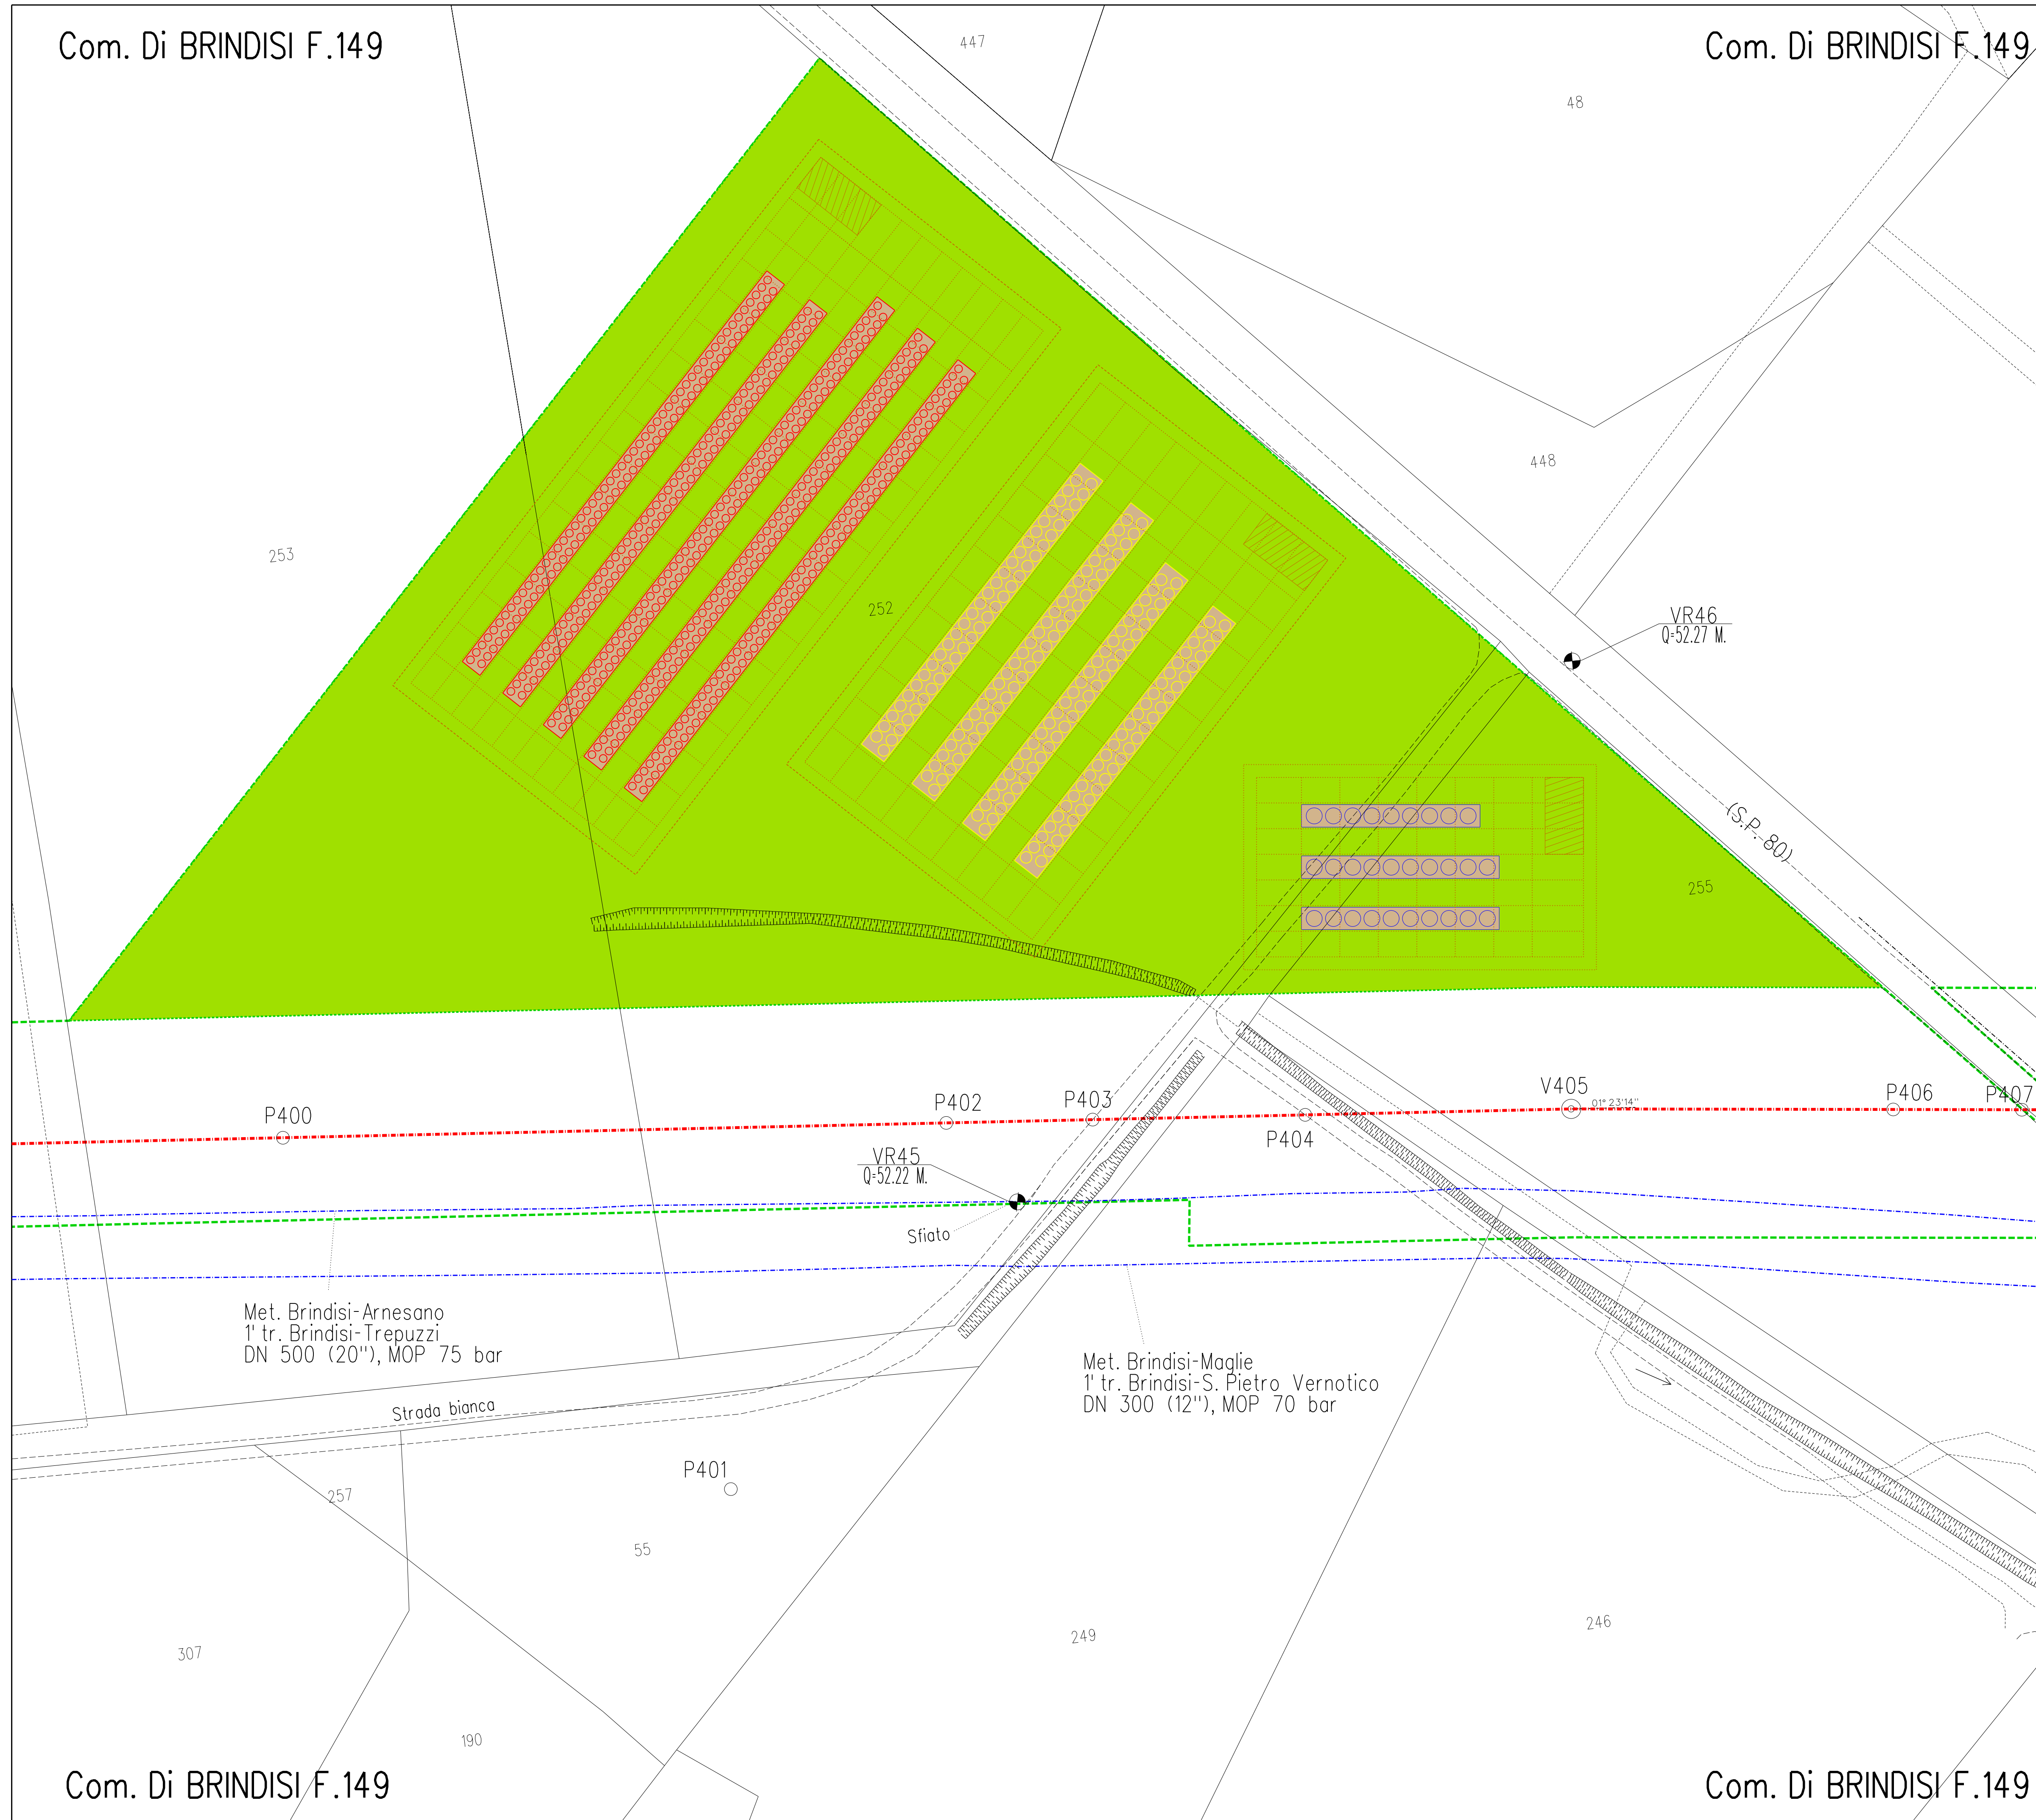 Com. Di BRINDISI F.149
447
Com. Di BRINDISI F.149
48
448
253
252
VR46
Q=52.27 M.
(S.P. 80)
255
P400
P402
P403
P404
V405
01° 23'14"
P406
P407
VR45
Q=52.22 M.
Sfiato
Met. Brindisi-Arnesano
1' tr. Brindisi-Trepuzzi
DN 500 (20"), MOP 75 bar
Met. Brindisi-Maglie
1' tr. Brindisi-S. Pietro Vernotico
DN 300 (12"), MOP 70 bar
Strada bianca
P401
257
55
249
246
307
190
Com. Di BRINDISI F.149
Com. Di BRINDISI F.149